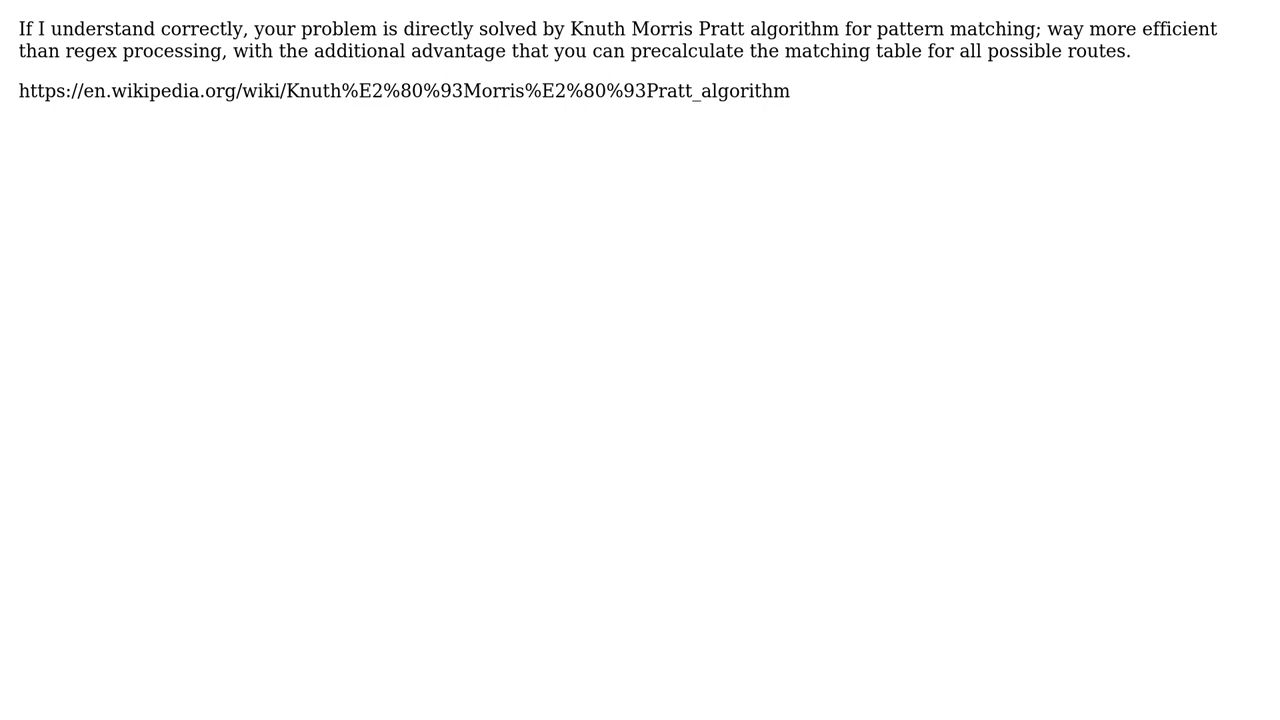 If I understand correctly, your problem is directly solved by Knuth Morris Pratt algorithm for pattern matching; way more efficient
than regex processing, with the additional advantage that you can precalculate the matching table for all possible routes.
https://en.wikipedia.org/wiki/Knuth%E2%80%93Morris%E2%80%93Pratt_algorithm